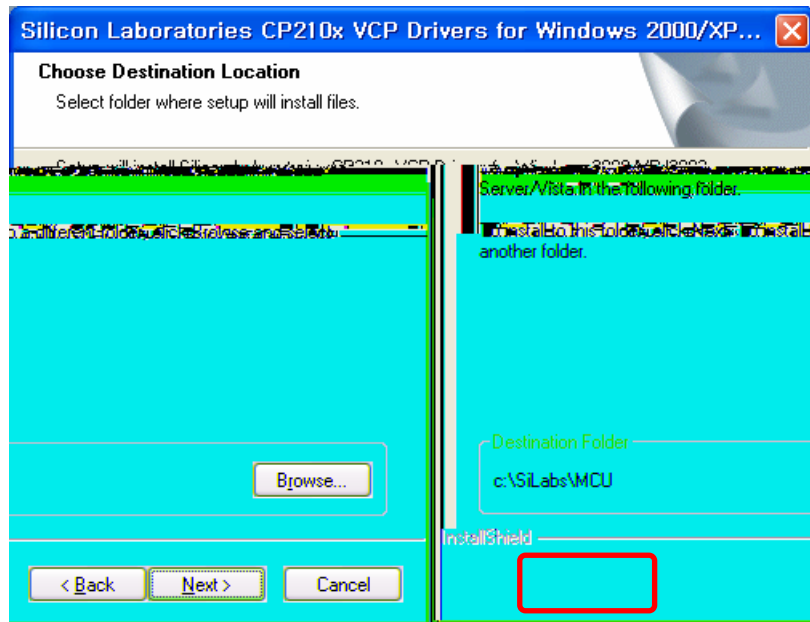 Silicon Laboratories CP210x VCP Drivers for Windows 2000/XP...
Choose Destination Location
Select folder where setup will install files.
Server/Vista in the following folder.
another folder.
Destination Folder
c:\SiLabs\MCU
Browse...
InstallShield
< Back
Next >
Cancel